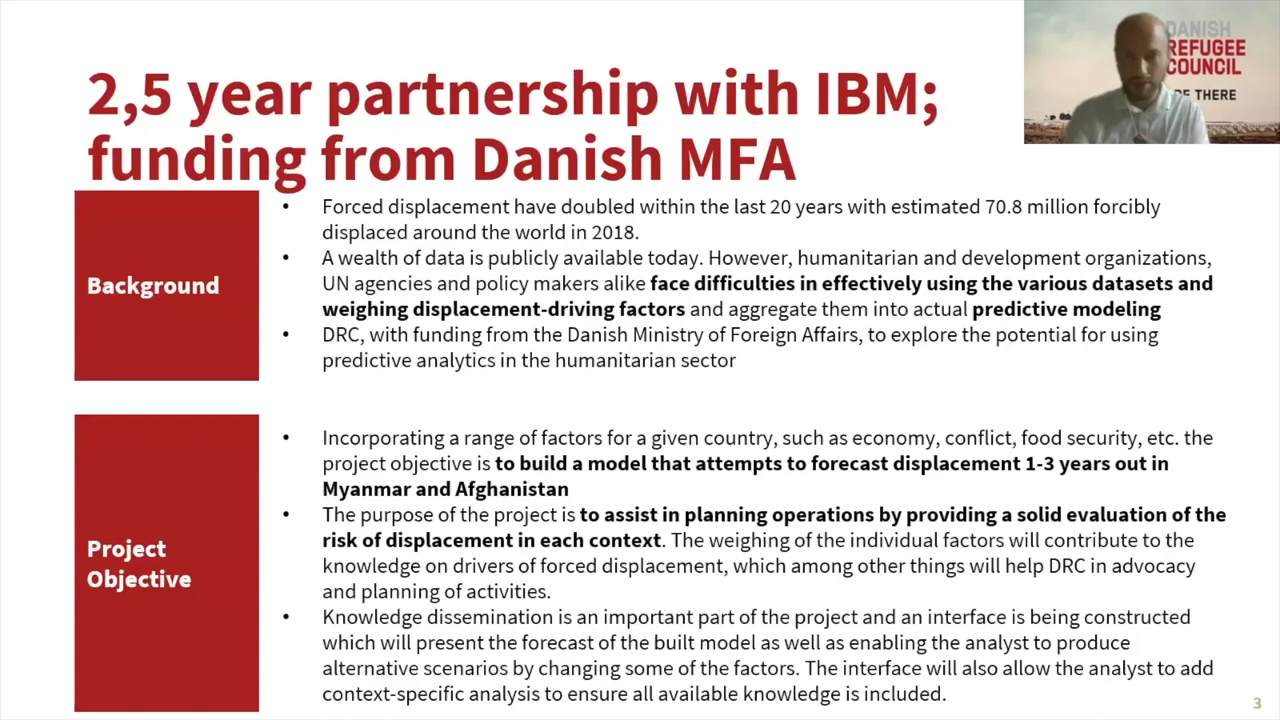 2,5 year partnership with IBM;
funding from Danish MFA
DANISH
REFUGEE
COUNCIL
THERE
Background
• Forced displacement have doubled within the last 20 years with estimated 70.8 million forcibly
displaced around the world in 2018.
• A wealth of data is publicly available today. However, humanitarian and development organizations,
UN agencies and policy makers alike face difficulties in effectively using the various datasets and
weighing displacement-driving factors and aggregate them into actual predictive modeling
• DRC, with funding from the Danish Ministry of Foreign Affairs, to explore the potential for using
predictive analytics in the humanitarian sector
Project
Objective
• Incorporating a range of factors for a given country, such as economy, conflict, food security, etc. the
project objective is to build a model that attempts to forecast displacement 1-3 years out in
Myanmar and Afghanistan
• The purpose of the project is to assist in planning operations by providing a solid evaluation of the
risk of displacement in each context. The weighing of the individual factors will contribute to the
knowledge on drivers of forced displacement, which among other things will help DRC in advocacy
and planning of activities.
• Knowledge dissemination is an important part of the project and an interface is being constructed
which will present the forecast of the built model as well as enabling the analyst to produce
alternative scenarios by changing some of the factors. The interface will also allow the analyst to add
context-specific analysis to ensure all available knowledge is included.
3